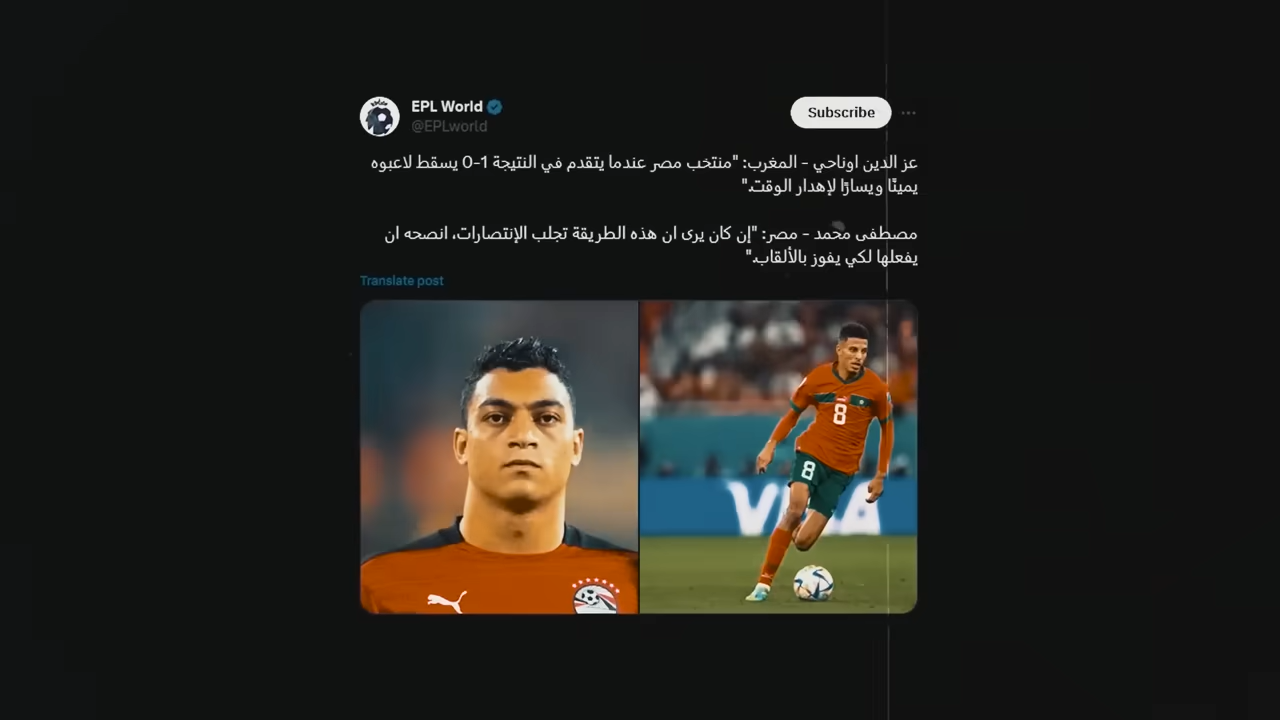 EPL World
@EPLworld
Subscribe
عز الدين اوناحي - المغرب: "منتخب مصر عندما يتقدم في النتيجة 1-0 يسقط لاعبوه
يمينًا ويسارًا لإهدار الوقت."
مصطفى محمد - مصر: "إن كان يرى ان هذه الطريقة تجلب الإنتصارات، انصحه ان
يفعلها لكي يفوز بالألقاب."
Translate post
8
8
VISA